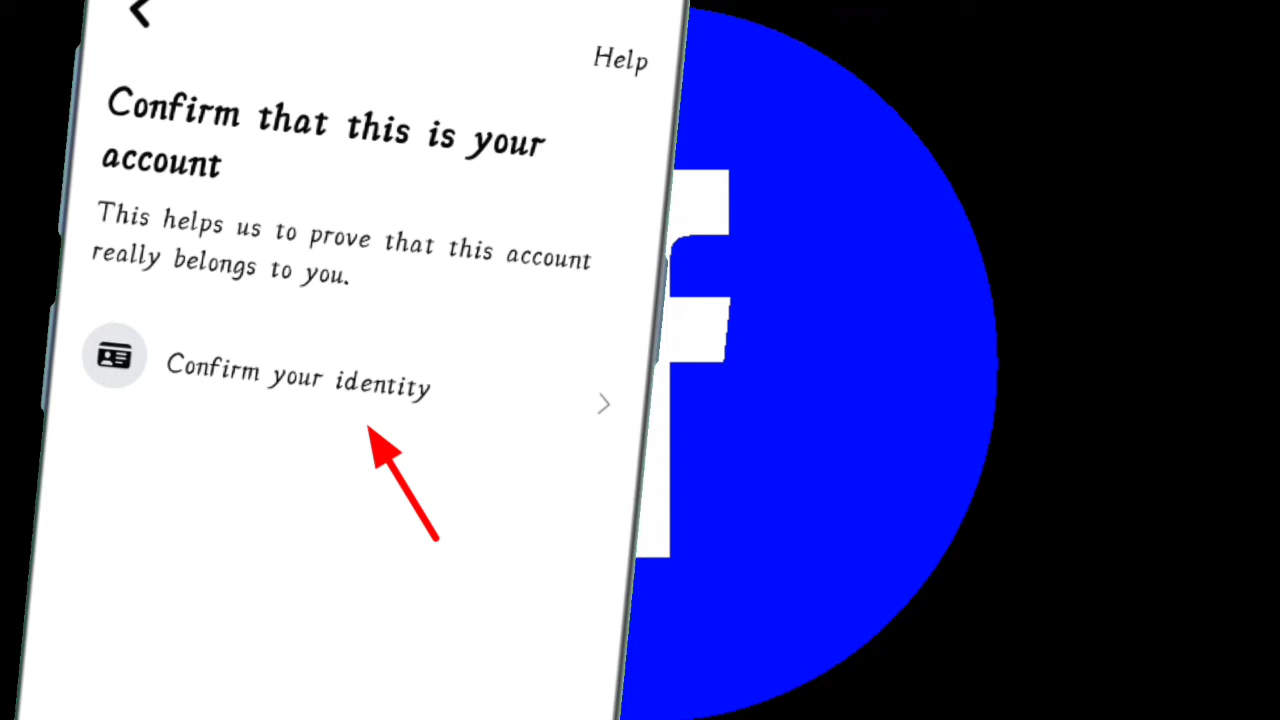 Help
Confirm that this is your
account
This helps us to prove that this account
really belongs to you.
Confirm your identity